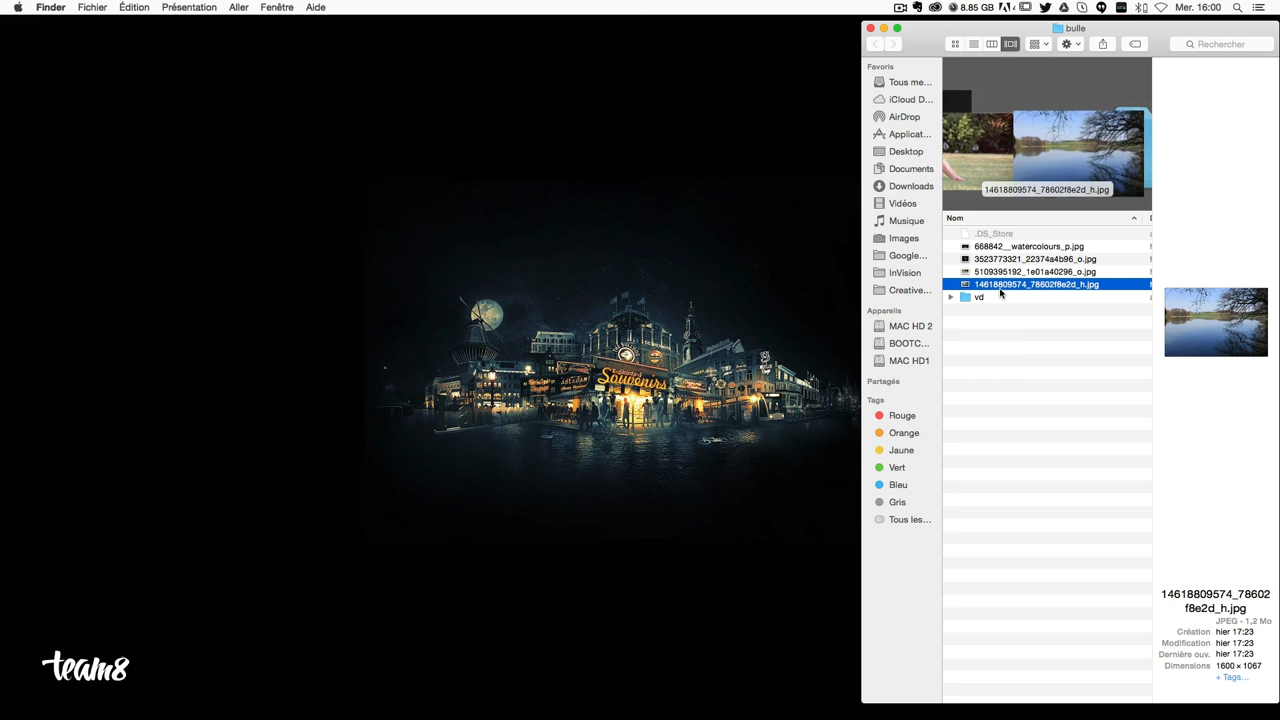 Finder Fichier Édition Présentation Aller Fenêtre Aide 8.85 GB 4 Mer. 16:00
bulle
Rechercher
Favoris
Tous me...
iCloud D...
AirDrop
Applicat...
Desktop
Documents
Downloads
Vidéos
Musique
Images
Google...
InVision
Creative...
Appareils
MAC HD 2
BOOTC...
MAC HD1
Partagés
Tags
Rouge
Orange
Jaune
Vert
Bleu
Gris
Tous les...
14618809574_78602f8e2d_h.jpg
Nom
.DS_Store
668842__watercolours_p.jpg
3523773321_22374a4b96_o.jpg
5109395192_1e01a40296_o.jpg
14618809574_78602f8e2d_h.jpg
vd
14618809574_78602
f8e2d_h.jpg
JPEG - 1,2 Mo
Création hier 17:23
Modification hier 17:23
Dernière ouv. hier 17:23
Dimensions 1600 × 1067
+ Tags...
Souvenirs
team8